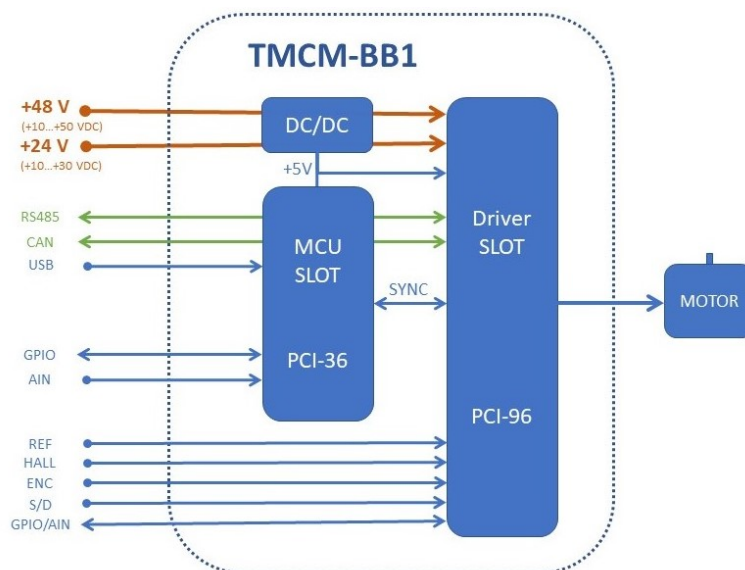 TMCM-BB1
+48 V
(+10...+50 VDC)
+24 V
(+10...+30 VDC)
DC/DC
+5V
RS485
CAN
USB
MCU
SLOT
Driver
SLOT
SYNC
MOTOR
GPIO
AIN
PCI-36
PCI-96
REF
HALL
ENC
S/D
GPIO/AIN